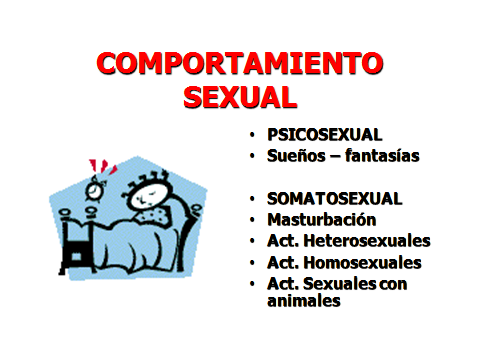 COMPORTAMIENTO
SEXUAL
• PSICOSEXUAL
• Sueños – fantasías
• SOMATOSEXUAL
• Masturbación
• Act. Heterosexuales
• Act. Homosexuales
• Act. Sexuales con
animales